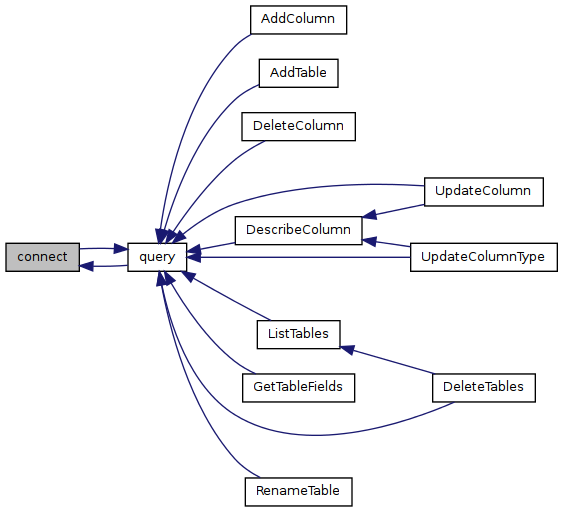 AddColumn
AddTable
DeleteColumn
UpdateColumn
DescribeColumn
connect
query
UpdateColumnType
ListTables
GetTableFields
DeleteTables
RenameTable